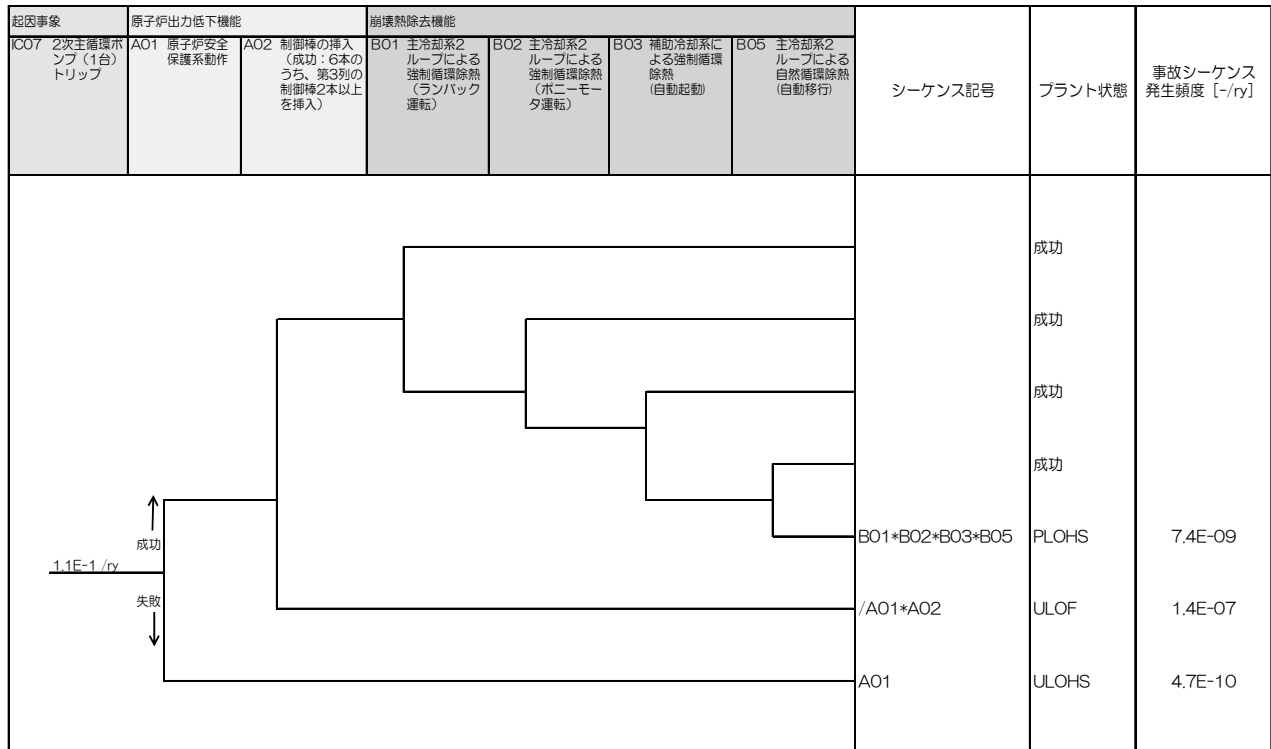 起因事象
原子炉出力低下機能
崩壊熱除去機能
IC07 2次主循環ポ
ンプ(1台)
トリップ
A01 原子炉安全
保護系動作
A02 制御棒の挿入
(成功:6本の
うち、第3列の
制御棒2本以上
を挿入)
B01 主冷却系2
ループによる
強制循環除熱
(ランバック
運転)
B02 主冷却系2
ループによる
強制循環除熱
(ポニーモー
タ運転)
B03 補助冷却系に
よる強制循環
除熱
(自動起動)
B05 主冷却系2
ループによる
自然循環除熱
(自動移行)
シーケンス記号
プラント状態
事故シーケンス
発生頻度 [-/ry]
成功
成功
成功
成功
成功
B01*B02*B03*B05 PLOHS 7.4E-09
1.1E-1 /ry
失敗
/A01*A02 ULOF 1.4E-07
A01 ULOHS 4.7E-10